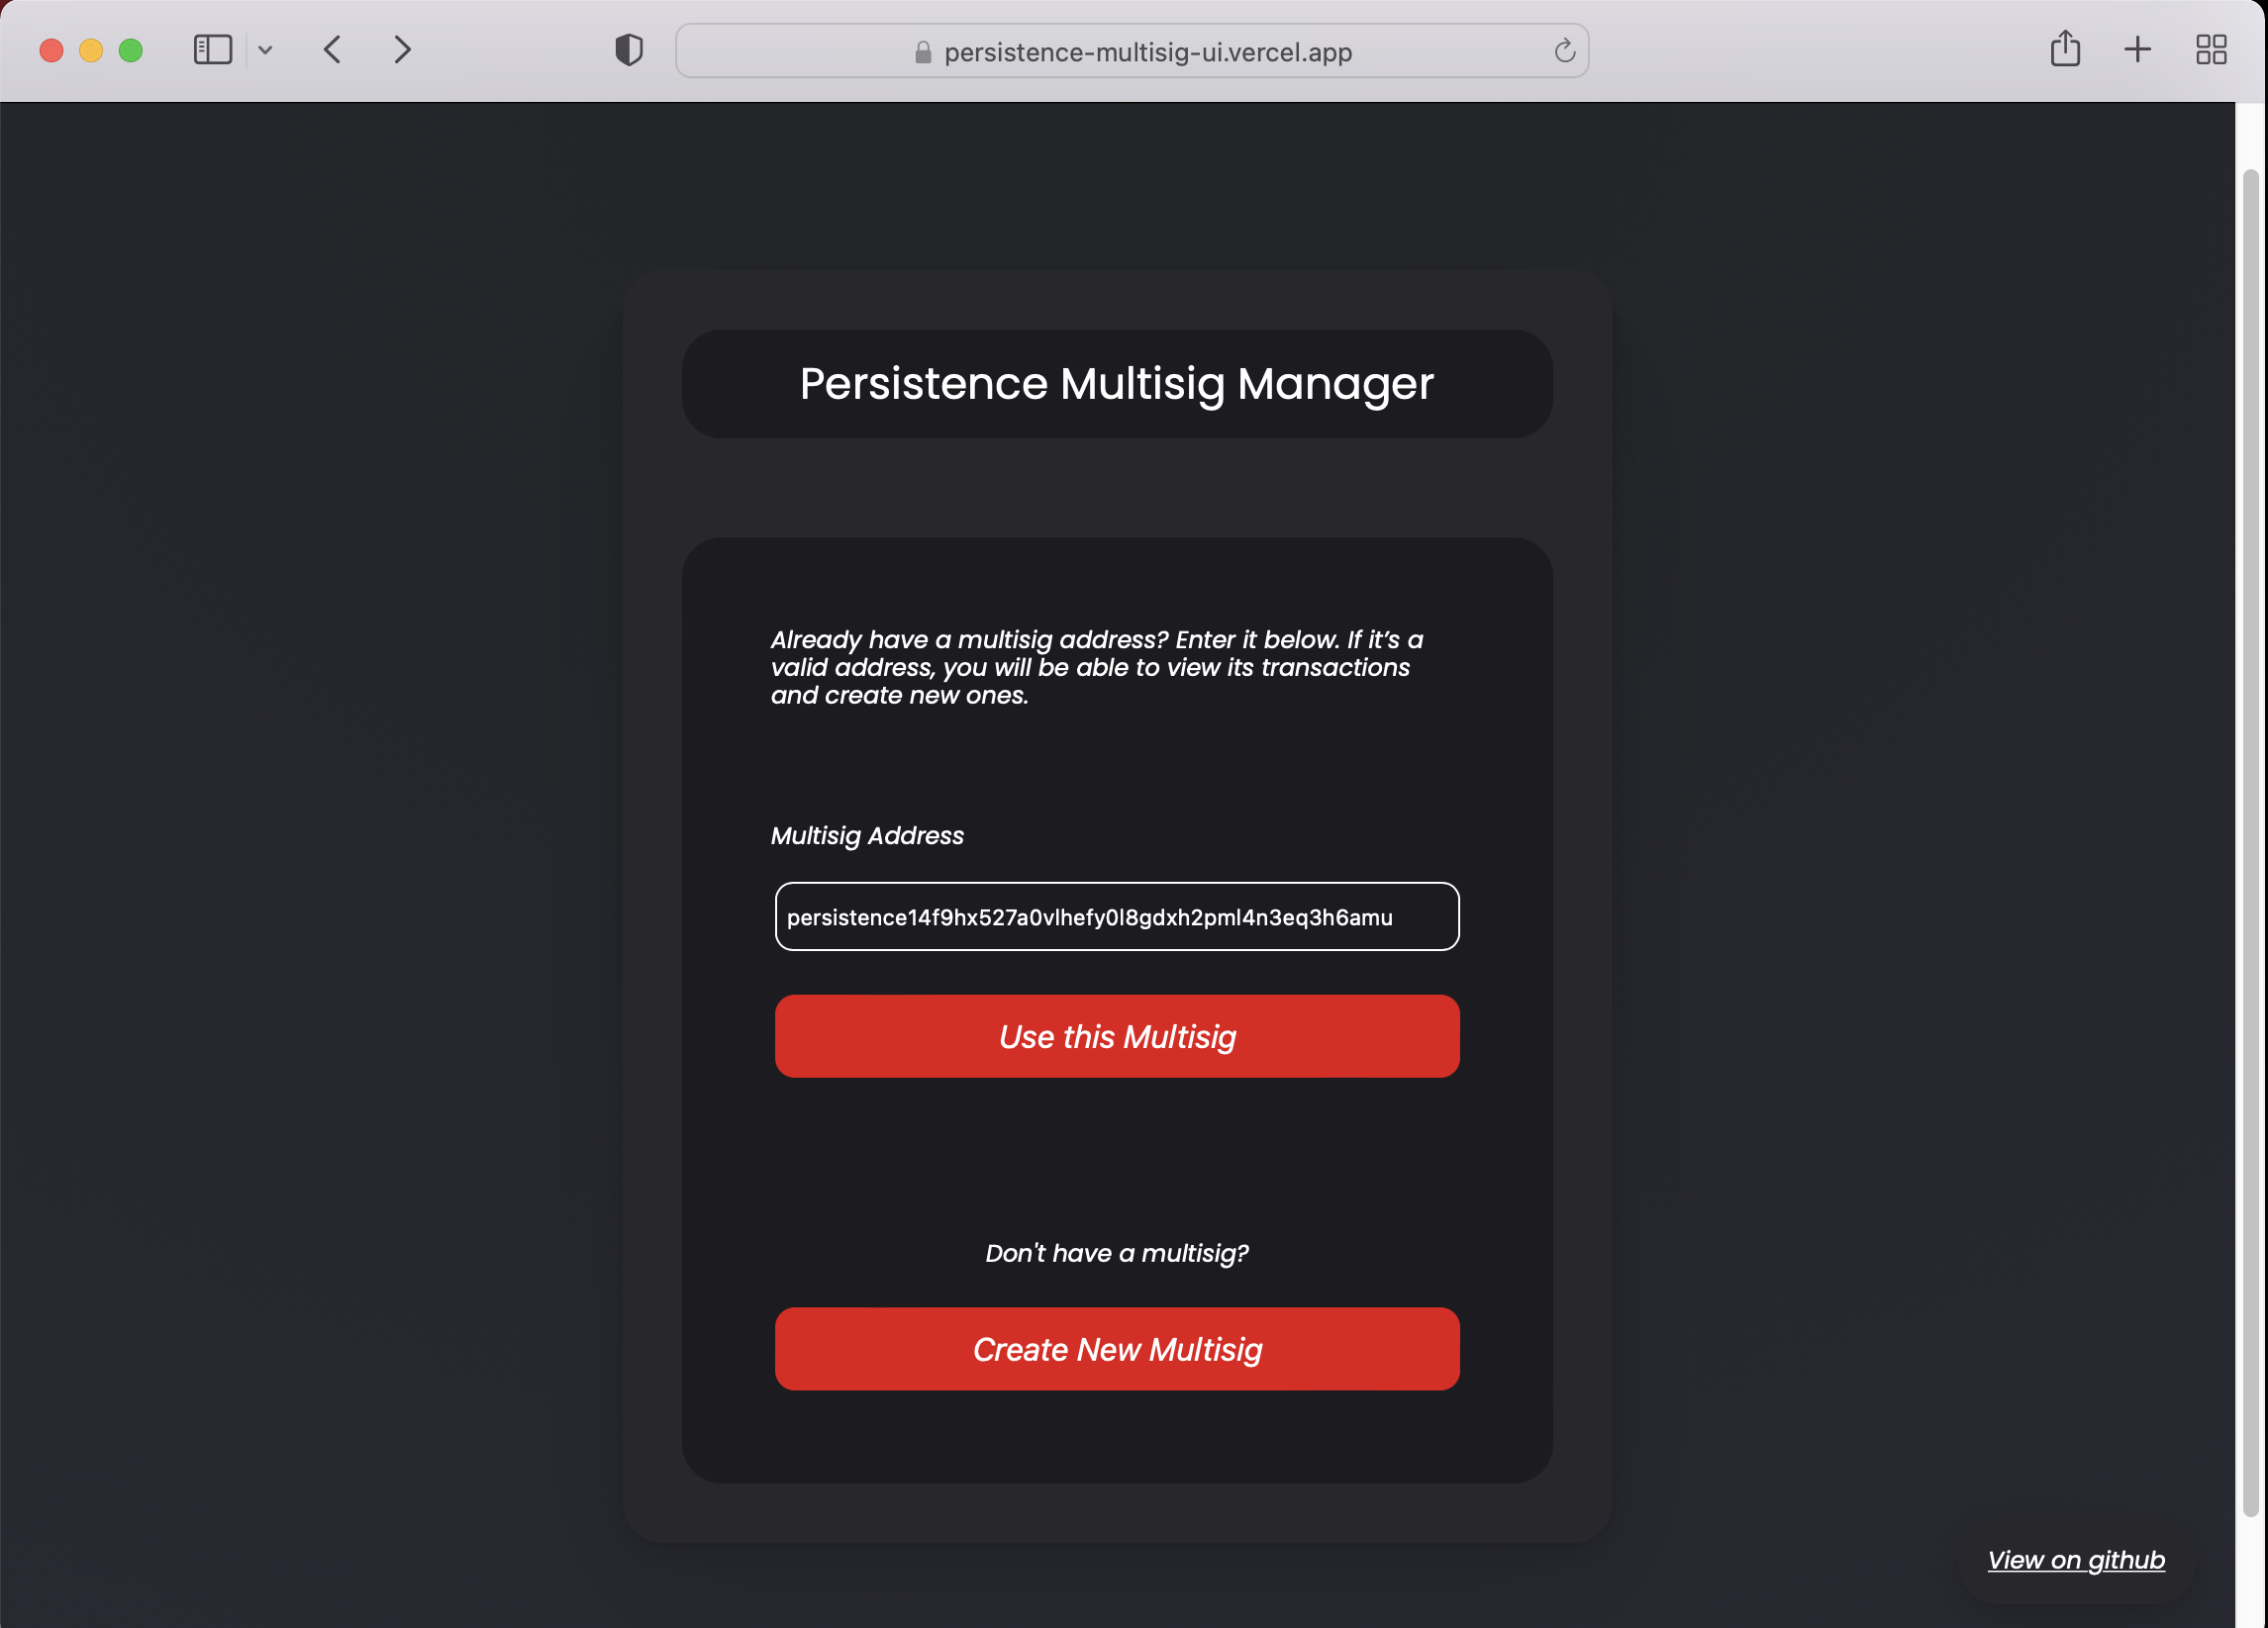 persistence-multisig-ui.vercel.app
Persistence Multisig Manager
Already have a multisig address? Enter it below. If it’s a
valid address, you will be able to view its transactions
and create new ones.
Multisig Address
persistence14f9hx527a0vlhefy0l8gdxh2pml4n3eq3h6amu
Use this Multisig
Don't have a multisig?
Create New Multisig
View on github